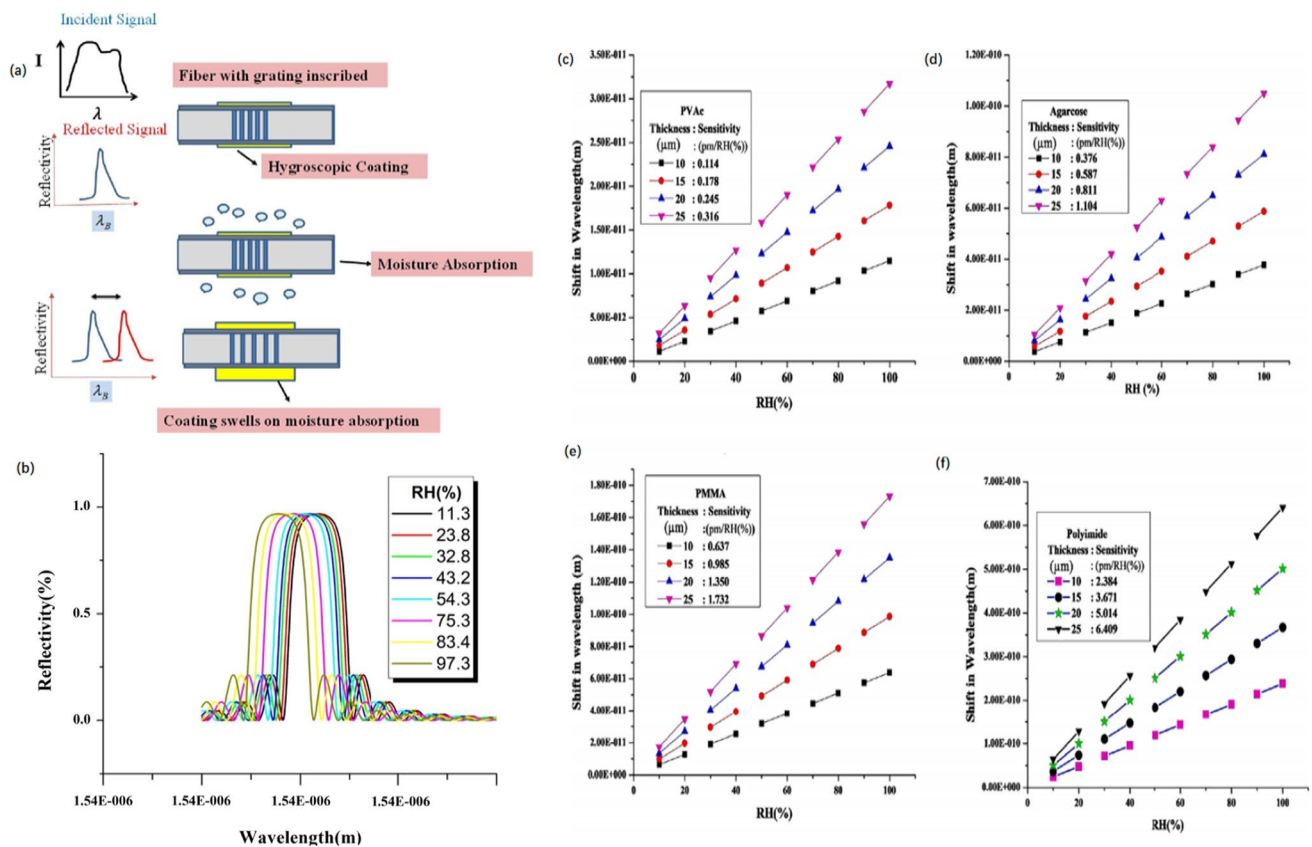 (a)
Incident Signal
I
λ
Reflected Signal
Reflectivity
λB
Fiber with grating inscribed
Hygroscopic Coating
Moisture Absorption
Reflectivity
λB
Coating swells on moisture absorption
(b)
Reflectivity(%)
1.0
0.5
0.0
RH(%)
11.3
23.8
32.8
43.2
54.3
75.3
83.4
97.3
1.54E-006 1.54E-006 1.54E-006 1.54E-006
Wavelength(m)
(c)
Shift in Wavelength(m)
3.50E-011
3.00E-011
2.50E-011
2.00E-011
1.50E-011
1.00E-011
5.00E-012
0.00E+000
PVAc
Thickness : Sensitivity
(μm) : (pm/RH(%))
10 : 0.114
15 : 0.178
20 : 0.245
25 : 0.316
0 20 40 60 80 100
RH(%)
(d)
Shift in wavelength(m)
1.20E-010
1.00E-010
8.00E-011
6.00E-011
4.00E-011
2.00E-011
0.00E+000
Agarcose
Thickness : Sensitivity
(μm) : (pm/RH(%))
10 : 0.376
15 : 0.587
20 : 0.811
25 : 1.104
0 20 40 60 80 100
RH (%)
(e)
Shift in wavelength (m)
1.80E-010
1.60E-010
1.40E-010
1.20E-010
1.00E-010
8.00E-011
6.00E-011
4.00E-011
2.00E-011
0.00E+000
PMMA
Thickness : Sensitivity
(μm) :(pm/RH(%))
10 : 0.637
15 : 0.985
20 : 1.350
25 : 1.732
0 20 40 60 80 100
RH(%)
(f)
Shift in Wavelength(m)
7.00E-010
6.00E-010
5.00E-010
4.00E-010
3.00E-010
2.00E-010
1.00E-010
0.00E+000
Polyimide
Thickness : Sensitivity
(μm) : (pm/RH(%))
10 : 2.384
15 : 3.671
20 : 5.014
25 : 6.409
0 20 40 60 80 100
RH(%)